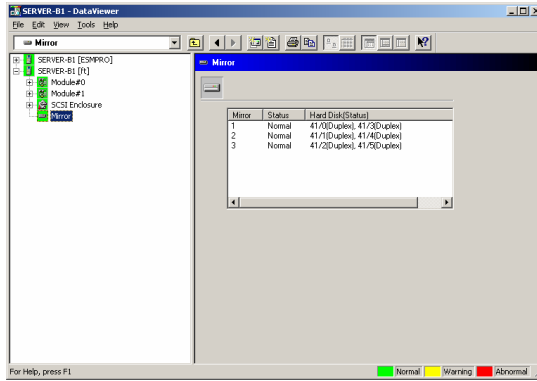 SERVER-B1 - DataViewer
File Edit View Tools Help
Mirror
SERVER-B1 [ESMPRO]
SERVER-B1 [ft]
Module#0
Module#1
SCSI Enclosure
Mirror
Mirror
Mirror Status Hard Disk(Status)
1 Normal 41/0(Duplex), 41/3(Duplex)
2 Normal 41/1(Duplex), 41/4(Duplex)
3 Normal 41/2(Duplex), 41/5(Duplex)
For Help, press F1
Normal Warning Abnormal